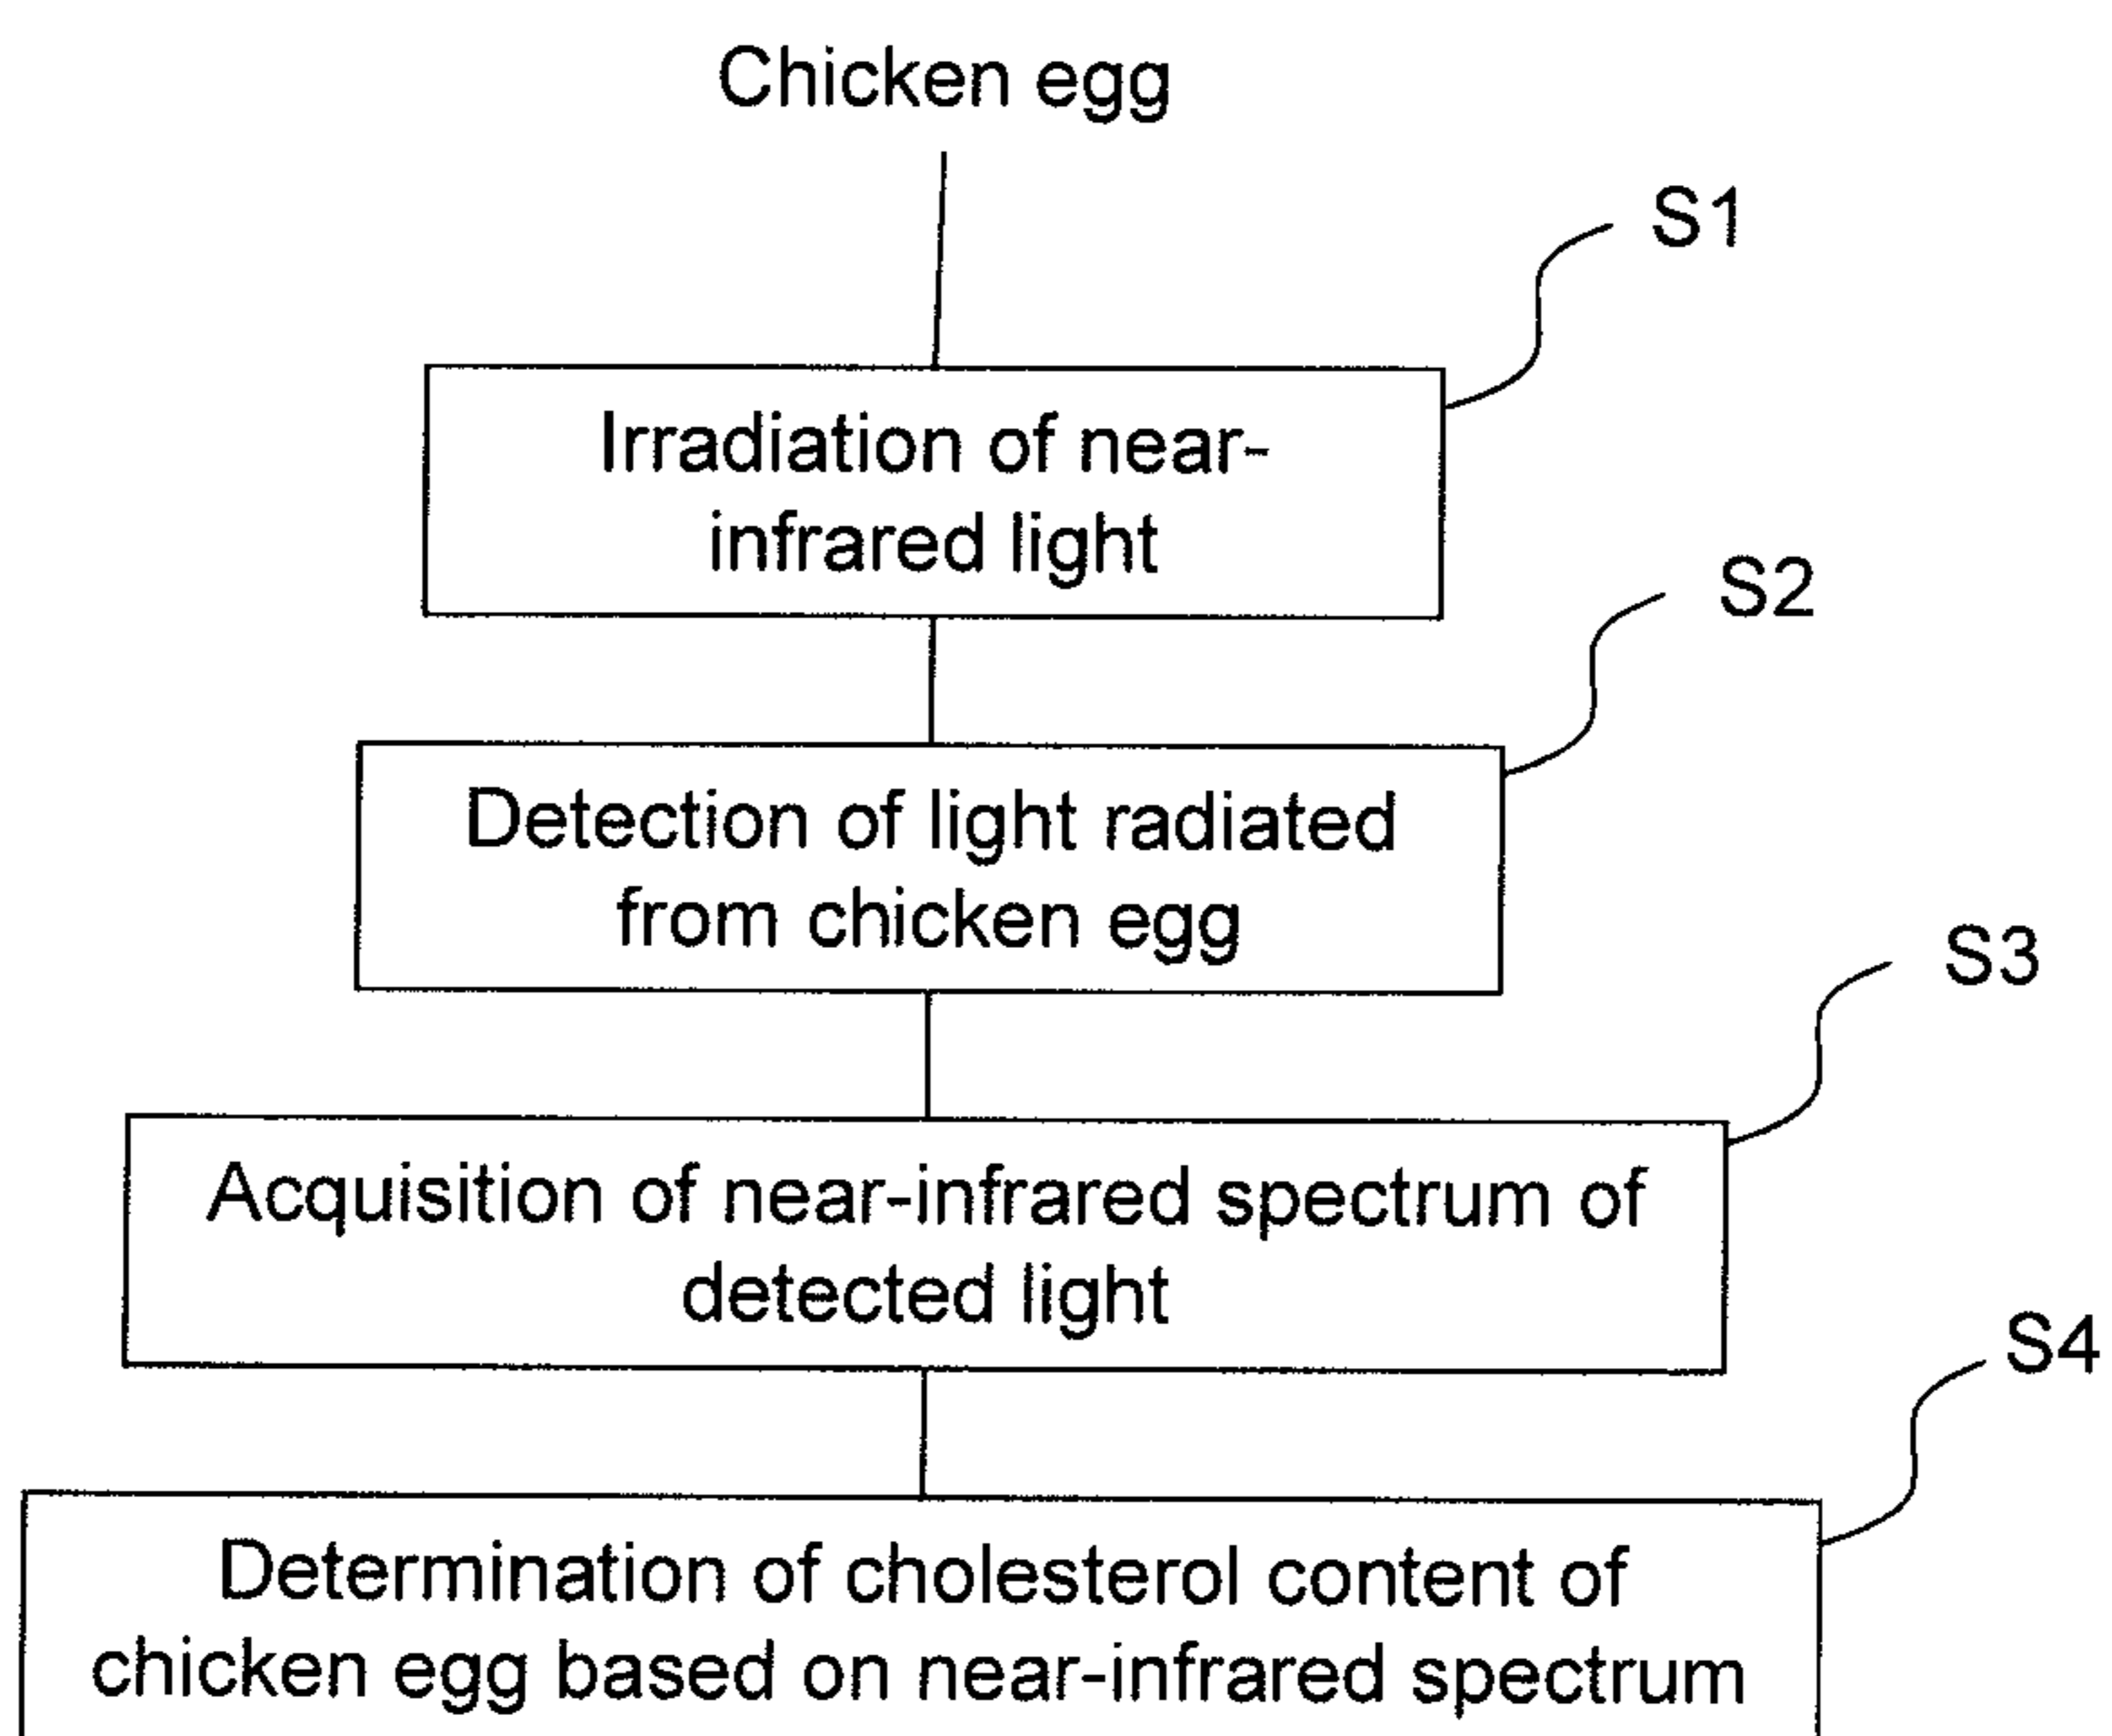 Chicken egg
S1
Irradiation of near-
infrared light
S2
Detection of light radiated
from chicken egg
S3
Acquisition of near-infrared spectrum of
detected light
S4
Determination of cholesterol content of
chicken egg based on near-infrared spectrum